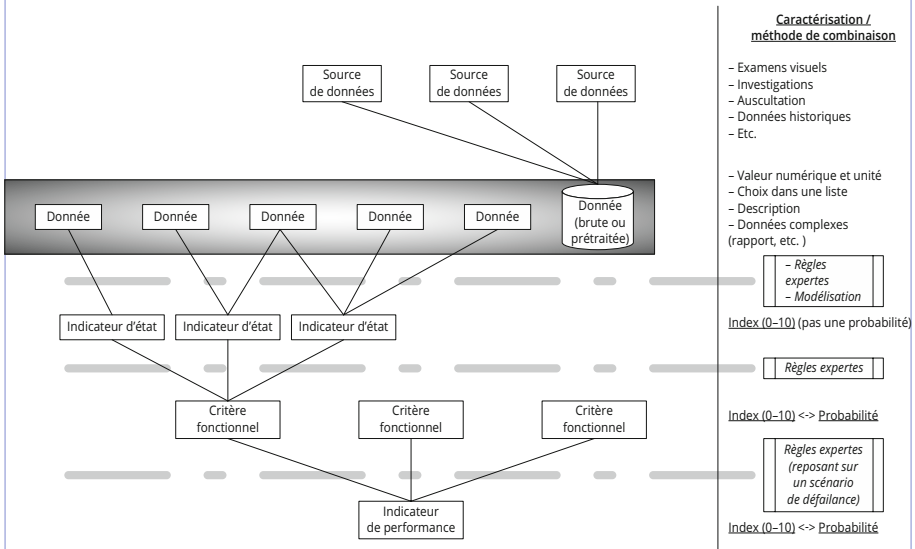 Source
de données
Source
de données
Source
de données
Donnée
Donnée
Donnée
Donnée
Donnée
Donnée
(brute ou
prétraitée)
Indicateur d’état
Indicateur d’état
Indicateur d’état
Critère
fonctionnel
Critère
fonctionnel
Critère
fonctionnel
Indicateur
de performance
Caractérisation /
méthode de combinaison
– Examens visuels
– Investigations
– Auscultation
– Données historiques
– Etc.
– Valeur numérique et unité
– Choix dans une liste
– Description
– Données complexes
(rapport, etc. )
– Règles
expertes
– Modélisation
Index (0–10) (pas une probabilité)
Règles expertes
Index (0–10) <-> Probabilité
Règles expertes
(reposant sur
un scénario
de défailance)
Index (0–10) <-> Probabilité